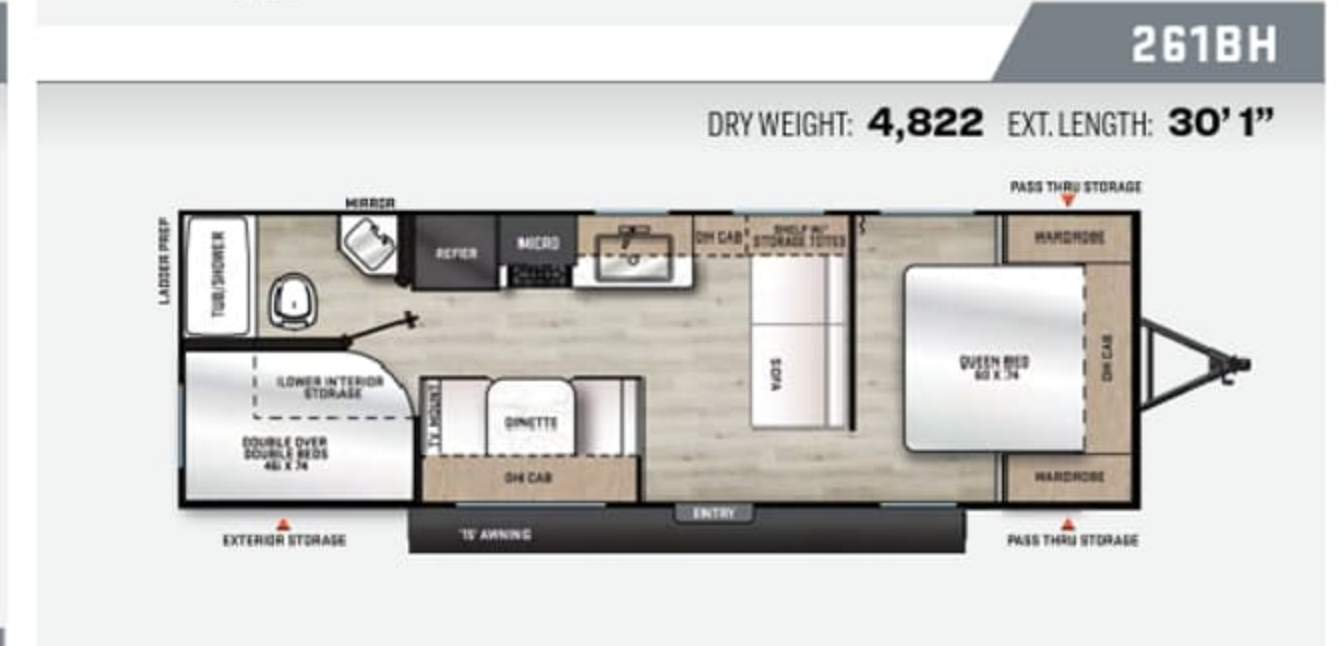 261BH
DRY WEIGHT: 4,822 EXT. LENGTH: 30' 1"
PASS THRU STORAGE
MIRROR
LADDER PREP
TUB/SHOWER
REFER
MICRO
OH CAB
SHELF W/
STORAGE TOTES
WARDROBE
LOWER INTERIOR
STORAGE
DOUBLE OVER
DOUBLE BEDS
TV MOUNT
DINETTE
OH CAB
SOFA
QUEEN BED
60 X 74
OH CAB
WARDROBE
ENTRY
15' AWNING
EXTERIOR STORAGE
PASS THRU STORAGE